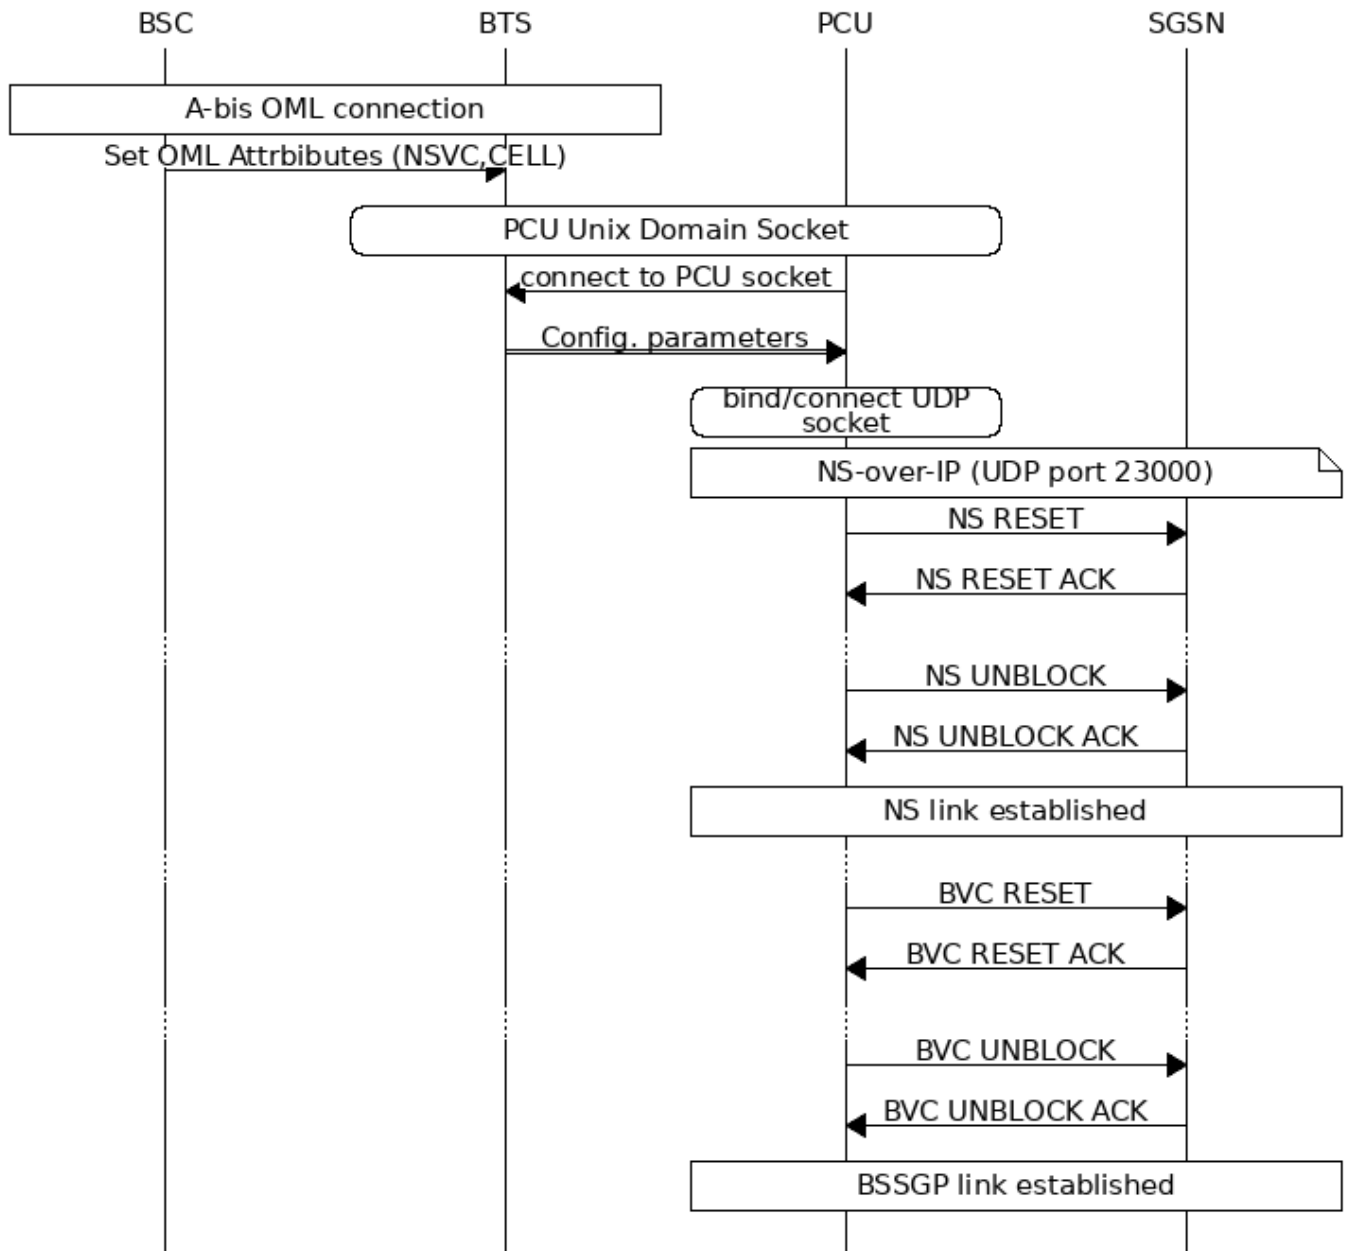 BSC BTS PCU SGSN
A-bis OML connection
Set OML Attrbibutes (NSVC,CELL)
PCU Unix Domain Socket
connect to PCU socket
Config. parameters
bind/connect UDP
socket
NS-over-IP (UDP port 23000)
NS RESET
NS RESET ACK
NS UNBLOCK
NS UNBLOCK ACK
NS link established
BVC RESET
BVC RESET ACK
BVC UNBLOCK
BVC UNBLOCK ACK
BSSGP link established